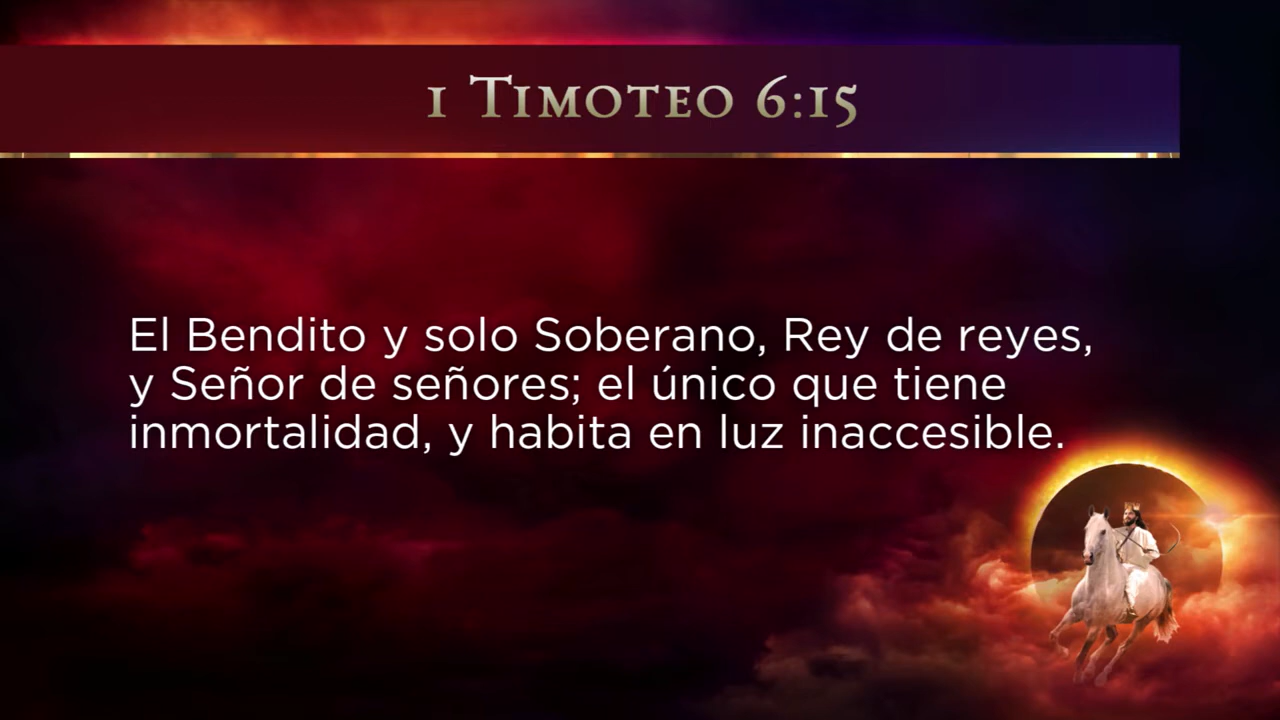 1 Timoteo 6:15
El Bendito y solo Soberano, Rey de reyes,
y Señor de señores; el único que tiene
inmortalidad, y habita en luz inaccesible.